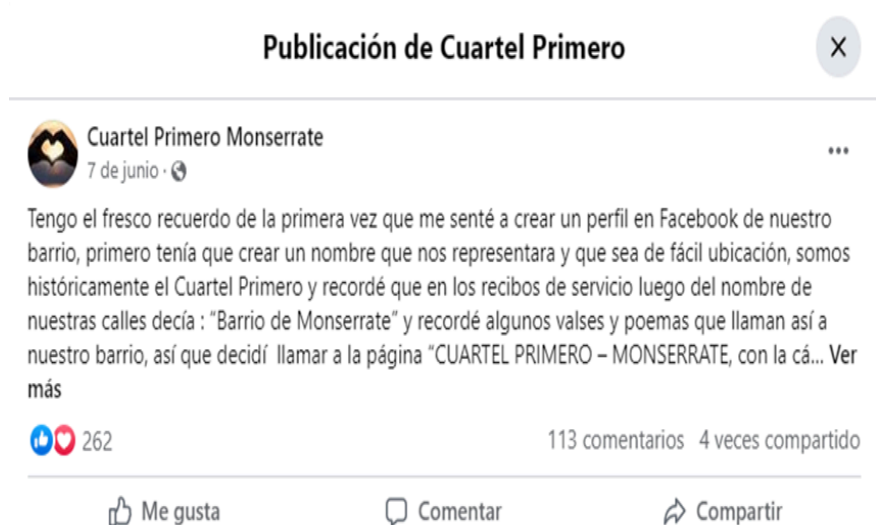 Publicación de Cuartel Primero
Cuartel Primero Monserrate
7 de junio ·
Tengo el fresco recuerdo de la primera vez que me senté a crear un perfil en Facebook de nuestro
barrio, primero tenía que crear un nombre que nos representara y que sea de fácil ubicación, somos
históricamente el Cuartel Primero y recordé que en los recibos de servicio luego del nombre de
nuestras calles decía : “Barrio de Monserrate” y recordé algunos valses y poemas que llaman así a
nuestro barrio, así que decidí  llamar a la página “CUARTEL PRIMERO – MONSERRATE, con la cá... Ver
más
262
113 comentarios 4 veces compartido
Me gusta Comentar Compartir